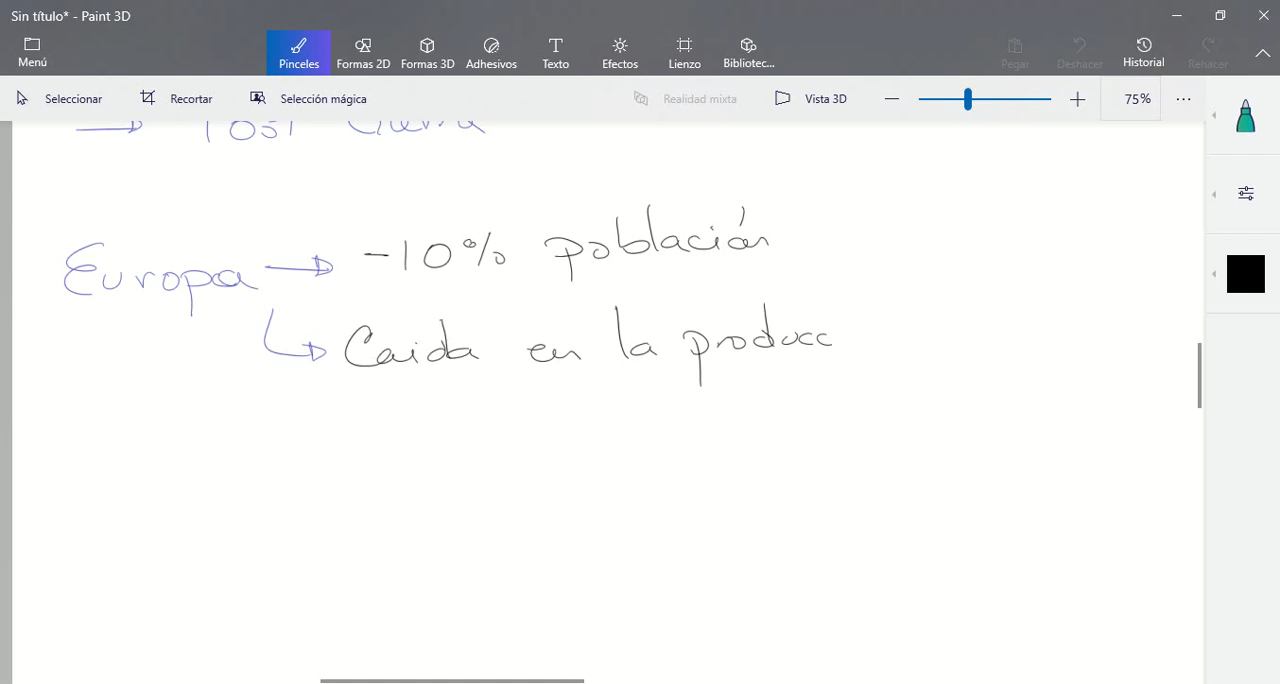 Sin título* - Paint 3D
Menú
Pinceles
Formas 2D
Formas 3D
Adhesivos
Texto
Efectos
Lienzo
Bibliotec...
Pegar
Deshacer
Historial
Rehacer
Seleccionar
Recortar
Selección mágica
Realidad mixta
Vista 3D
75%
→ Post
Europa → -10% población
↳ Caida en la producc